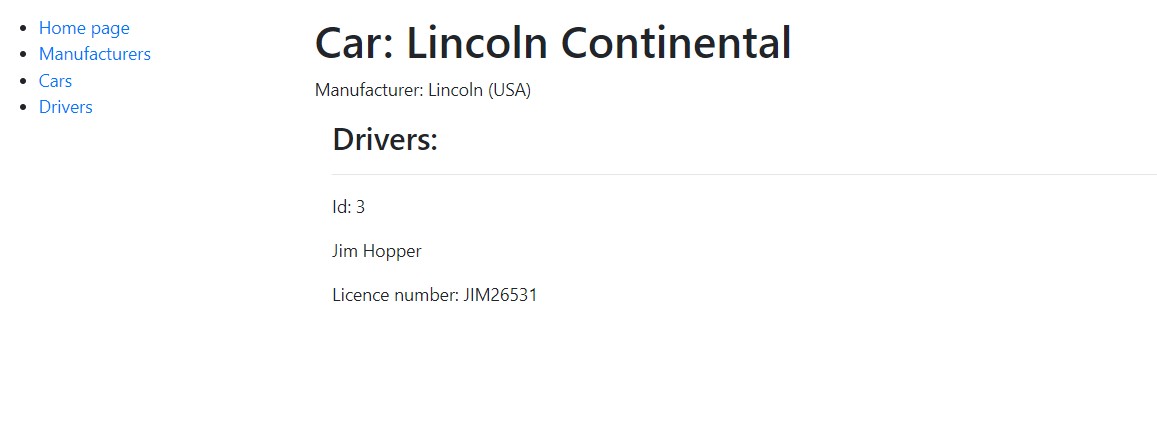 Home page
Manufacturers
Cars
Drivers
Car: Lincoln Continental
Manufacturer: Lincoln (USA)
Drivers:
Id: 3
Jim Hopper
Licence number: JIM26531